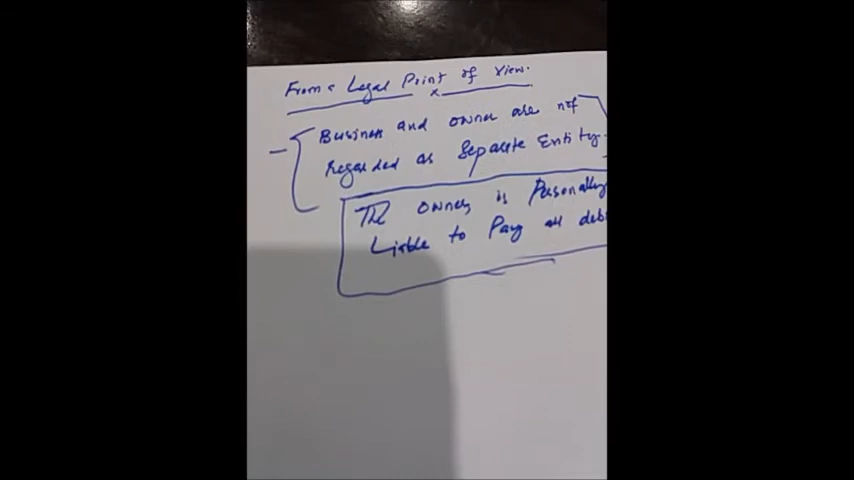 From a Legal Point of View.
Business and owner are not
regarded as Separate Entity.
The owner is Personally
Liable to Pay all deb